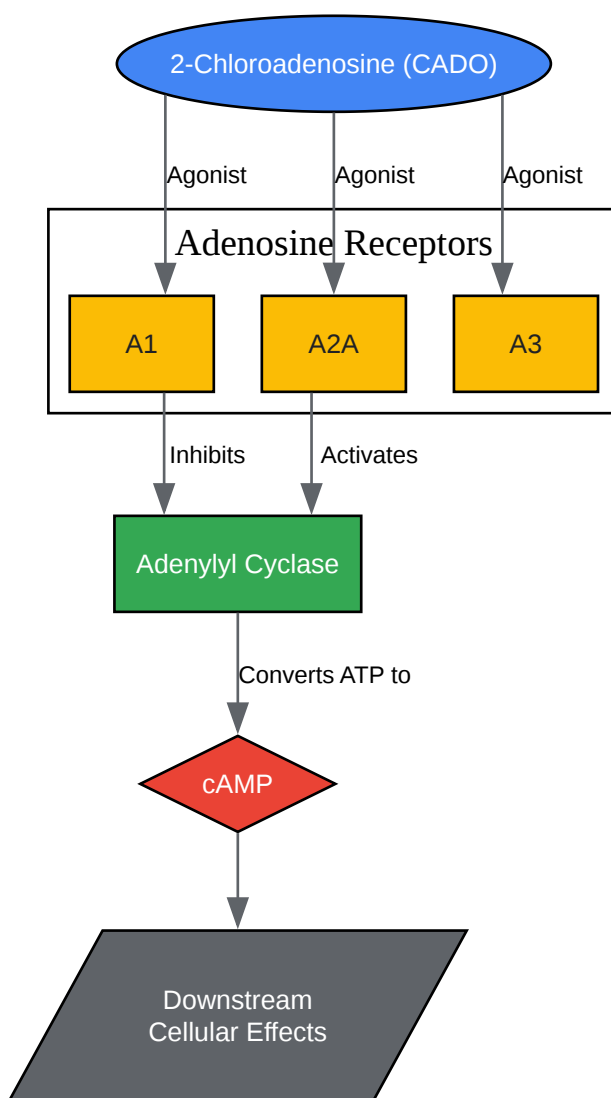 2-Chloroadenosine (CADO)
Agonist
Agonist
Agonist
Adenosine Receptors
A1
A2A
A3
Inhibits
Activates
Adenylyl Cyclase
Converts ATP to
cAMP
Downstream
Cellular Effects